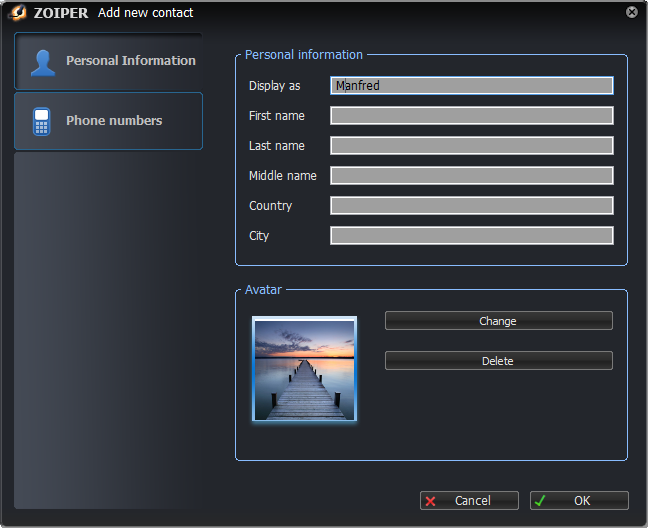 ZOIPER Add new contact
Personal Information
Phone numbers
Personal information
Display as Manfred
First name
Last name
Middle name
Country
City
Avatar
Change
Delete
Cancel OK